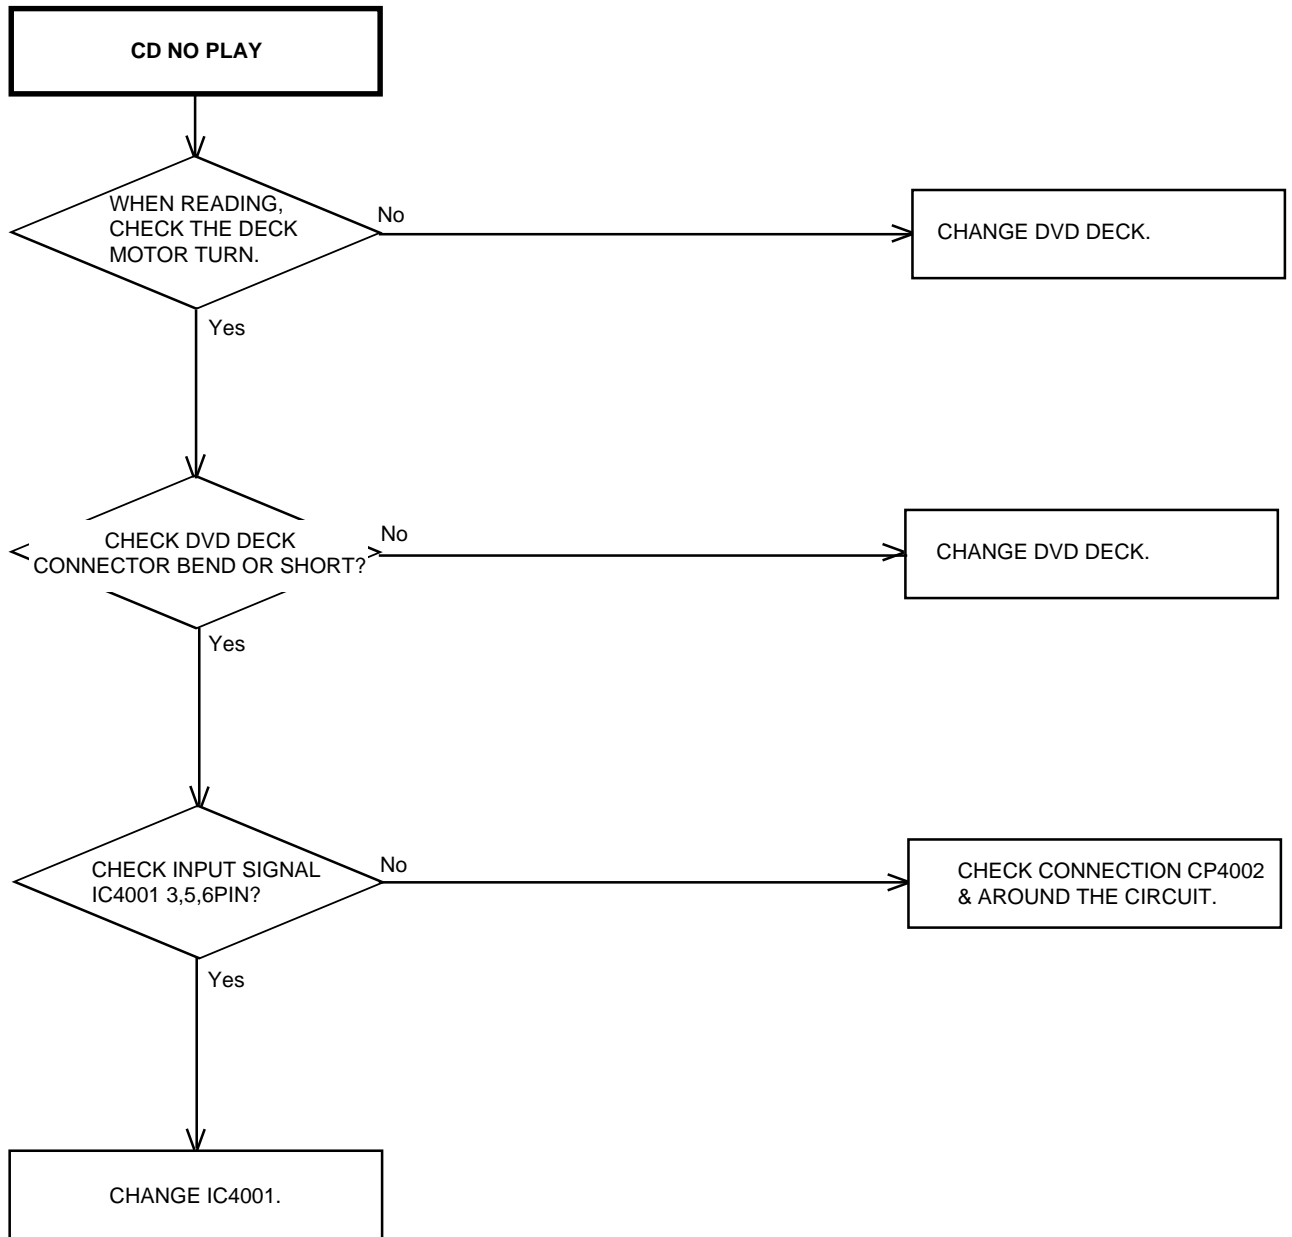 CD NO PLAY
WHEN READING,
CHECK THE DECK
MOTOR TURN.
No
CHANGE DVD DECK.
Yes
CHECK DVD DECK
CONNECTOR BEND OR SHORT?
No
CHANGE DVD DECK.
Yes
CHECK INPUT SIGNAL
IC4001 3,5,6PIN?
No
CHECK CONNECTION CP4002
& AROUND THE CIRCUIT.
Yes
CHANGE IC4001.